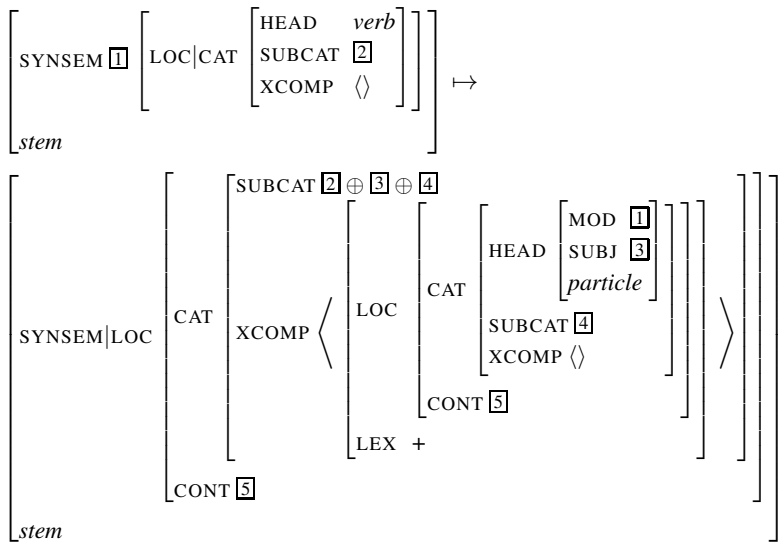 HEAD verb
SYNSEM 1 LOC|CAT SUBCAT 2
XCOMP ⟨⟩
↦
stem
SUBCAT 2 ⊕ 3 ⊕ 4
MOD 1
HEAD SUBJ 3
CAT particle
LOC
SYNSEM|LOC CAT XCOMP ⟨ SUBCAT 4 ⟩
XCOMP ⟨⟩
CONT 5
LEX +
CONT 5
stem